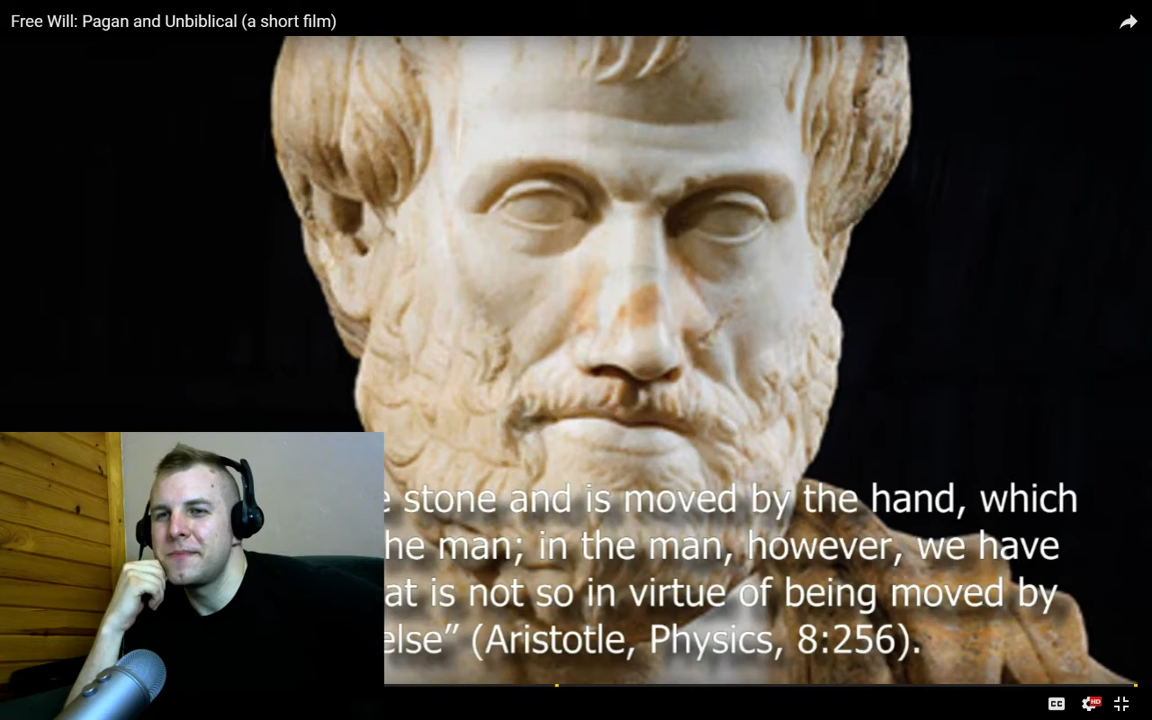 Free Will: Pagan and Unbiblical (a short film)
stone and is moved by the hand, which
he man; in the man, however, we have
at is not so in virtue of being moved by
else” (Aristotle, Physics, 8:256).
CC
HD